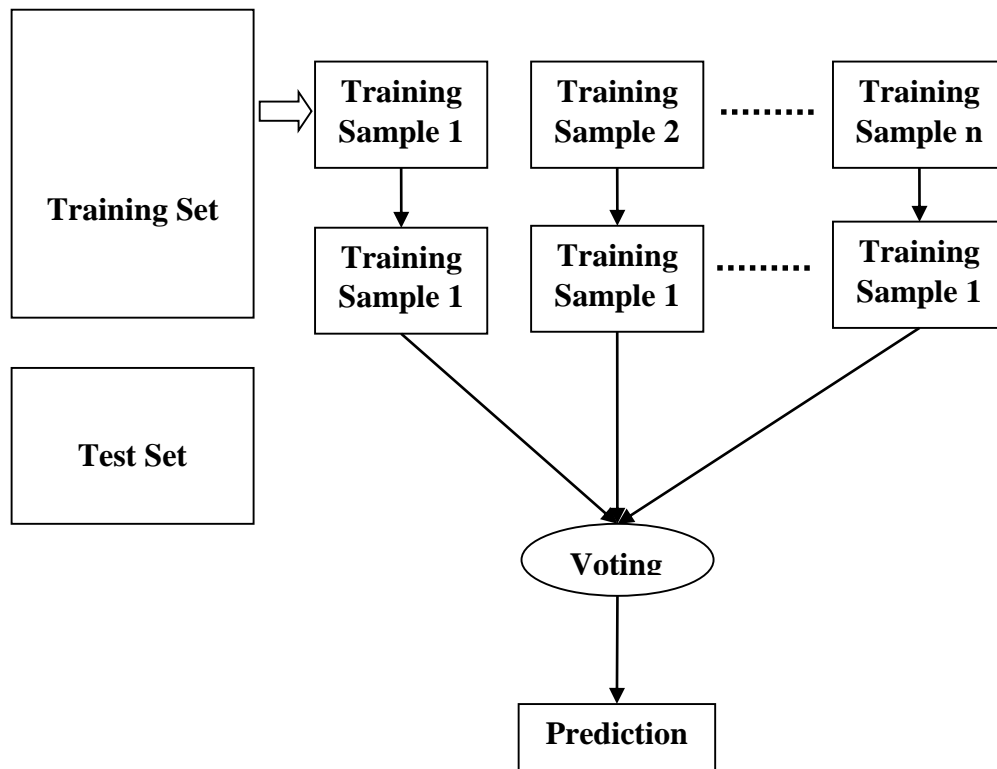 Training
Sample 1
Training
Sample 2
Training
Sample n
Training Set
Training
Sample 1
Training
Sample 1
Training
Sample 1
Test Set
Voting
Prediction